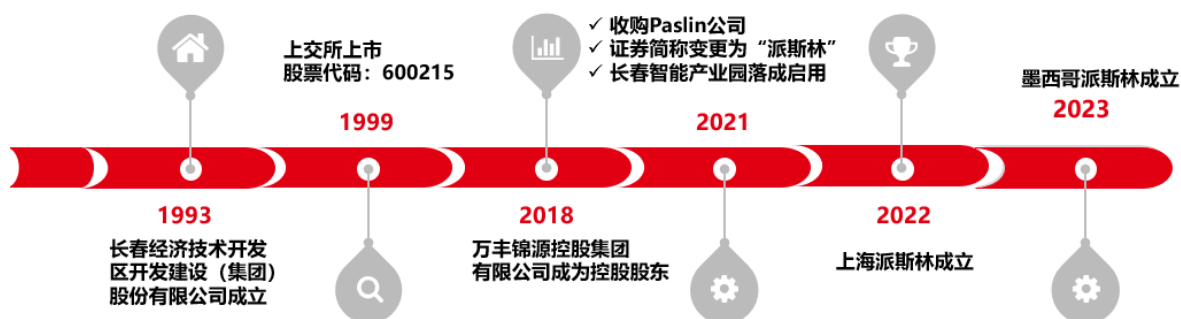 1993
长春经济技术开发
区开发建设（集团）
股份有限公司成立
上交所上市
股票代码：600215
1999
2018
万丰锦源控股集团
有限公司成为控股股东
✓ 收购Paslin公司
✓ 证券简称变更为“派斯林”
✓ 长春智能产业园落成启用
2021
2022
上海派斯林成立
墨西哥派斯林成立
2023